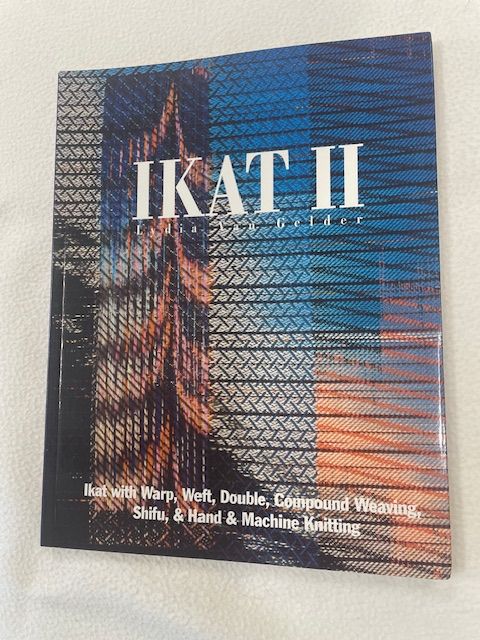 IKAT II
Lydia Van Gelder
Ikat with Warp, Weft, Double, Compound Weaving,
Shifu, & Hand & Machine Knitting